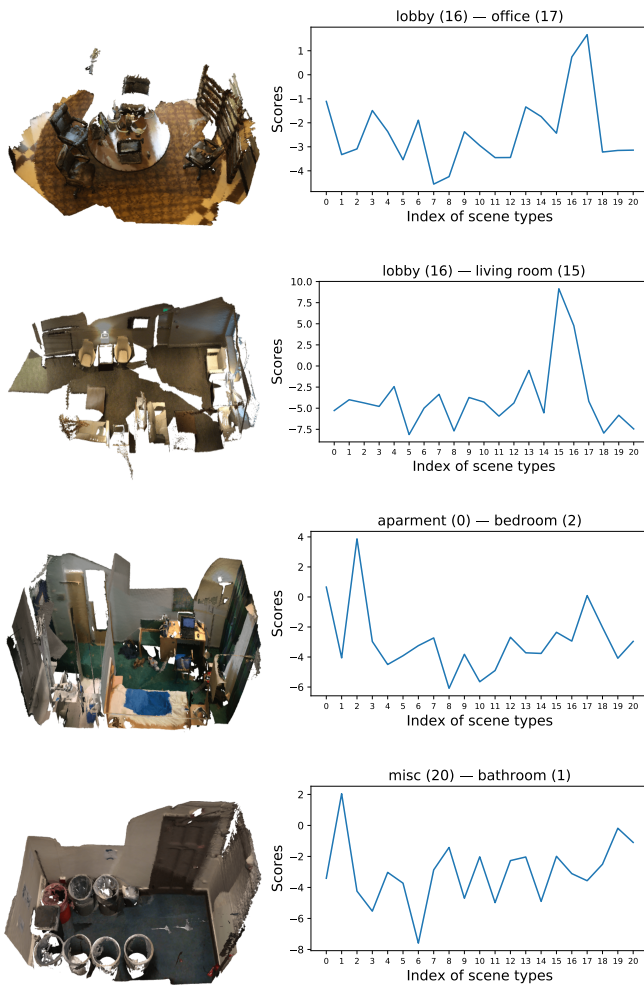 lobby (16) — office (17)
Scores
1
0
−1
−2
−3
−4
0 1 2 3 4 5 6 7 8 9 10 11 12 13 14 15 16 17 18 19 20
Index of scene types
lobby (16) — living room (15)
Scores
10.0
7.5
5.0
2.5
0.0
−2.5
−5.0
−7.5
0 1 2 3 4 5 6 7 8 9 10 11 12 13 14 15 16 17 18 19 20
Index of scene types
aparment (0) — bedroom (2)
Scores
4
2
0
−2
−4
−6
0 1 2 3 4 5 6 7 8 9 10 11 12 13 14 15 16 17 18 19 20
Index of scene types
misc (20) — bathroom (1)
Scores
2
0
−2
−4
−6
−8
0 1 2 3 4 5 6 7 8 9 10 11 12 13 14 15 16 17 18 19 20
Index of scene types